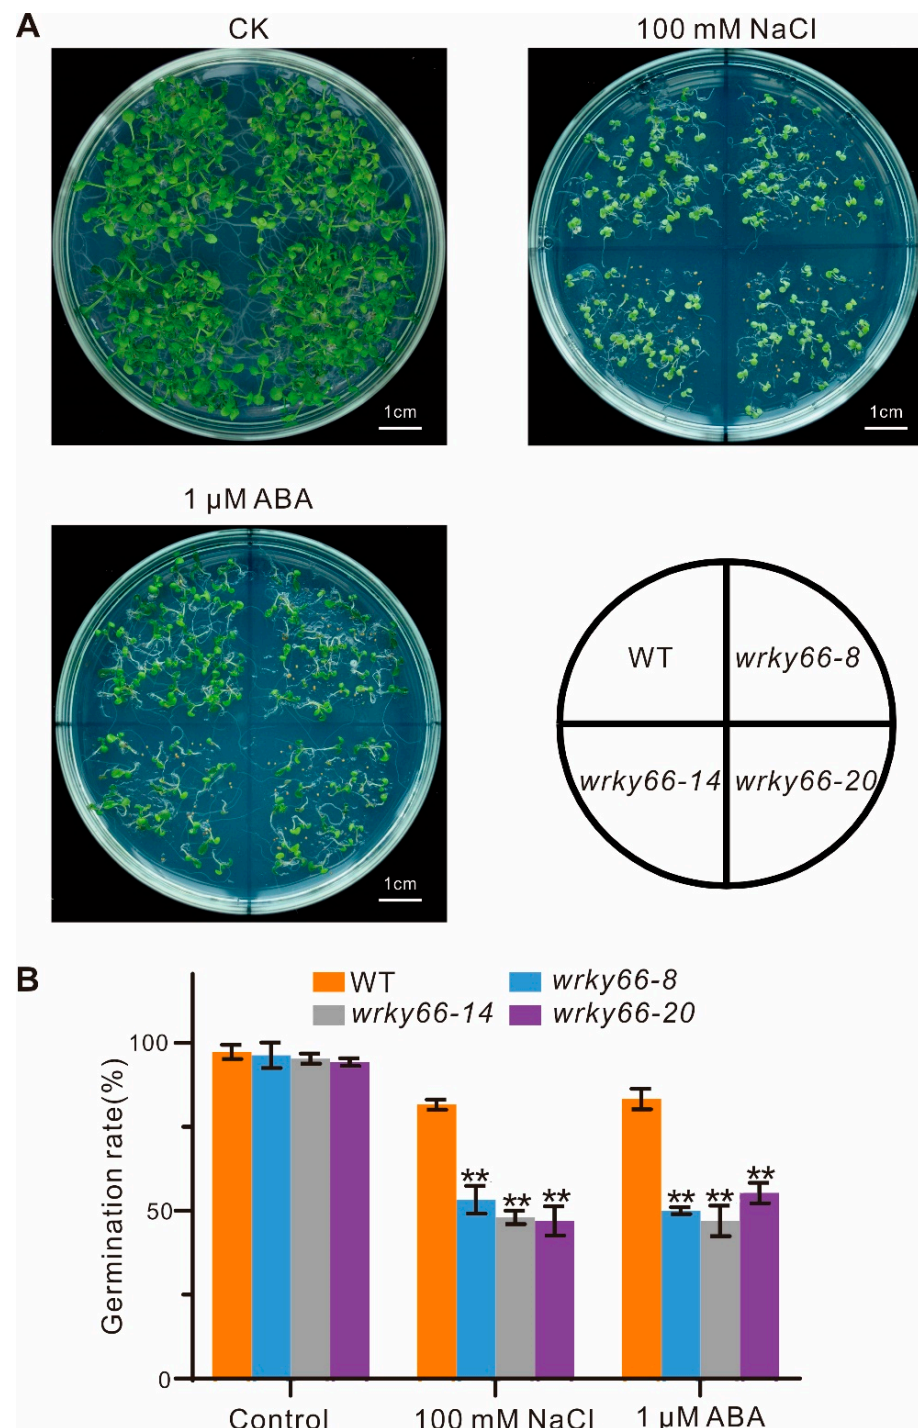 A
CK
100 mM NaCl
1cm
1cm
1 μM ABA
1cm
WT
wrky66-8
wrky66-14
wrky66-20
B
WT
wrky66-8
wrky66-14
wrky66-20
Germination rate(%)
100
50
0
**
**
**
**
**
**
Control
100 mM NaCl
1 μM ABA